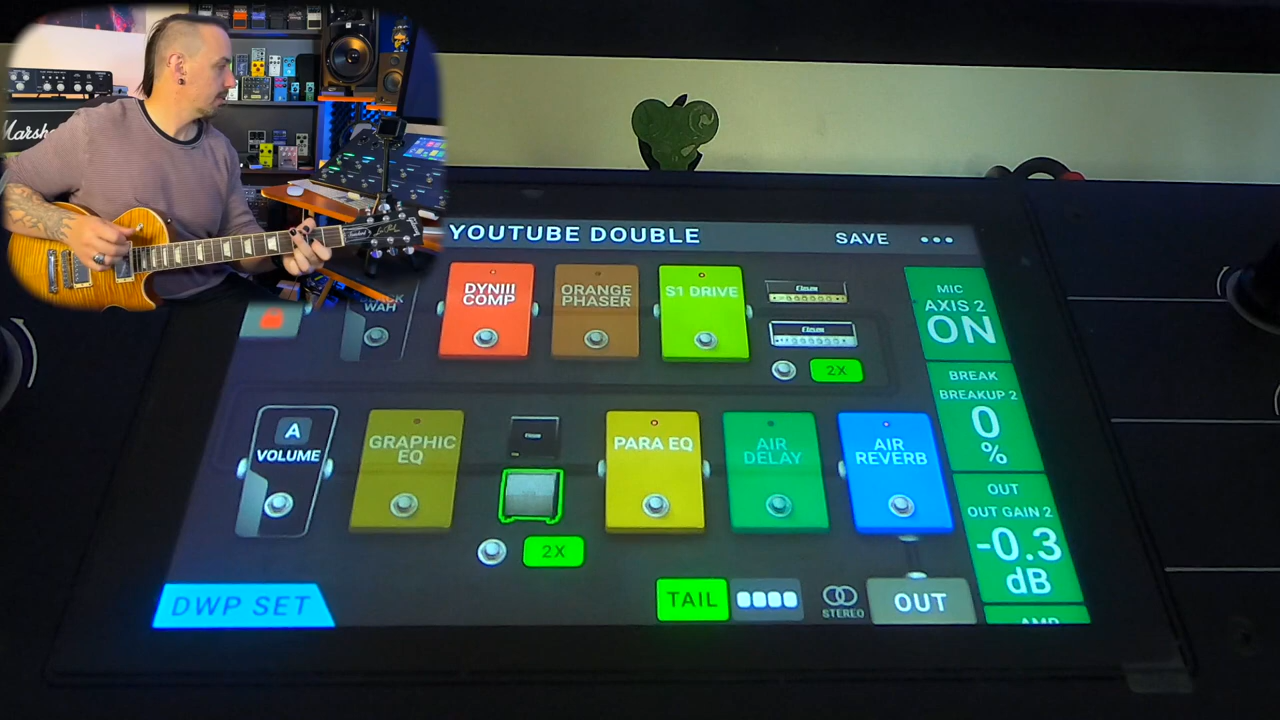 Marsh
Gibson
YOUTUBE DOUBLE
SAVE
WAH
DYNIII
COMP
ORANGE
PHASER
S1 DRIVE
2X
MIC
AXIS 2
ON
BREAK
BREAKUP 2
0
%
OUT
OUT GAIN 2
-0.3
dB
A
VOLUME
GRAPHIC
EQ
2X
PARA EQ
AIR
DELAY
AIR
REVERB
DWP SET
TAIL
STEREO
OUT